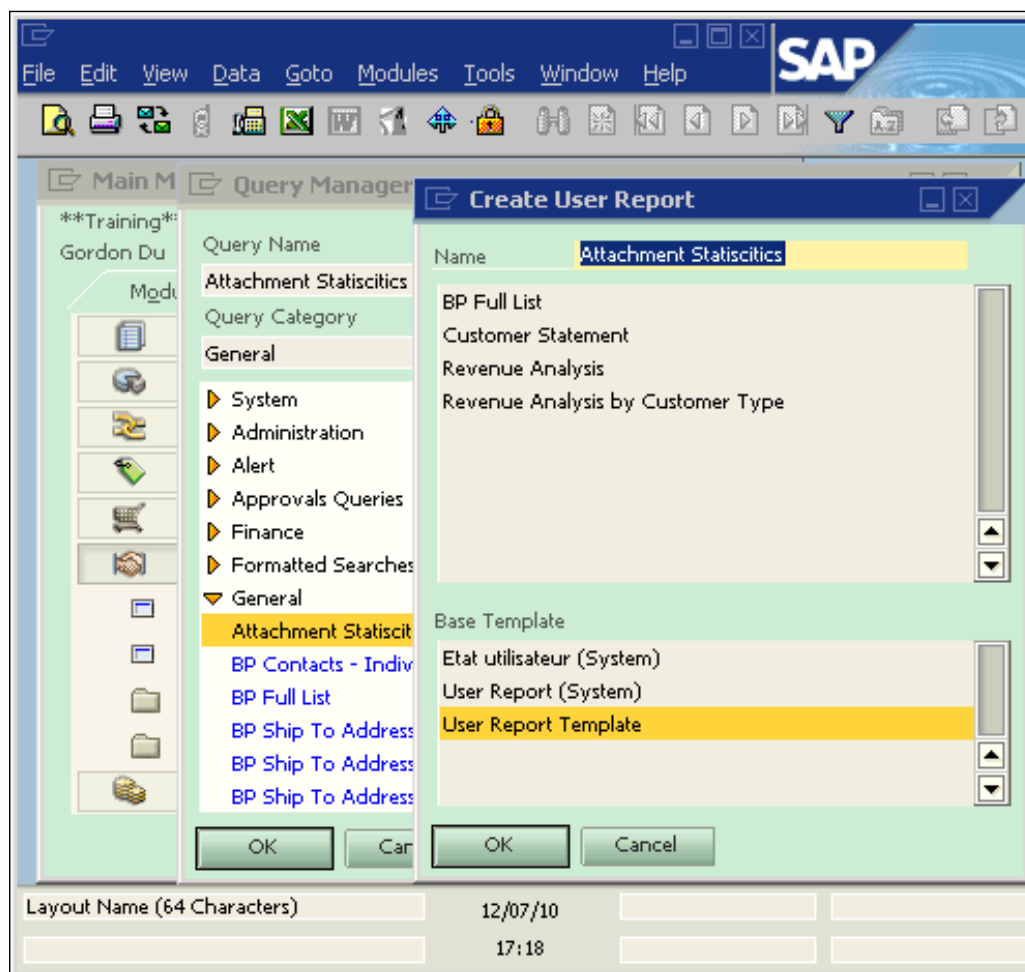 File Edit View Data Goto Modules Tools Window Help
SAP
Main M
**Training**
Gordon Du
Modu
Query Manager
Query Name
Attachment Statiscitics
Query Category
General
System
Administration
Alert
Approvals Queries
Finance
Formatted Searches
General
Attachment Statiscit
BP Contacts - Indiv
BP Full List
BP Ship To Address
BP Ship To Address
BP Ship To Address
OK Can
Create User Report
Name Attachment Statiscitics
BP Full List
Customer Statement
Revenue Analysis
Revenue Analysis by Customer Type
Base Template
Etat utilisateur (System)
User Report (System)
User Report Template
OK Cancel
Layout Name (64 Characters) 12/07/10
17:18